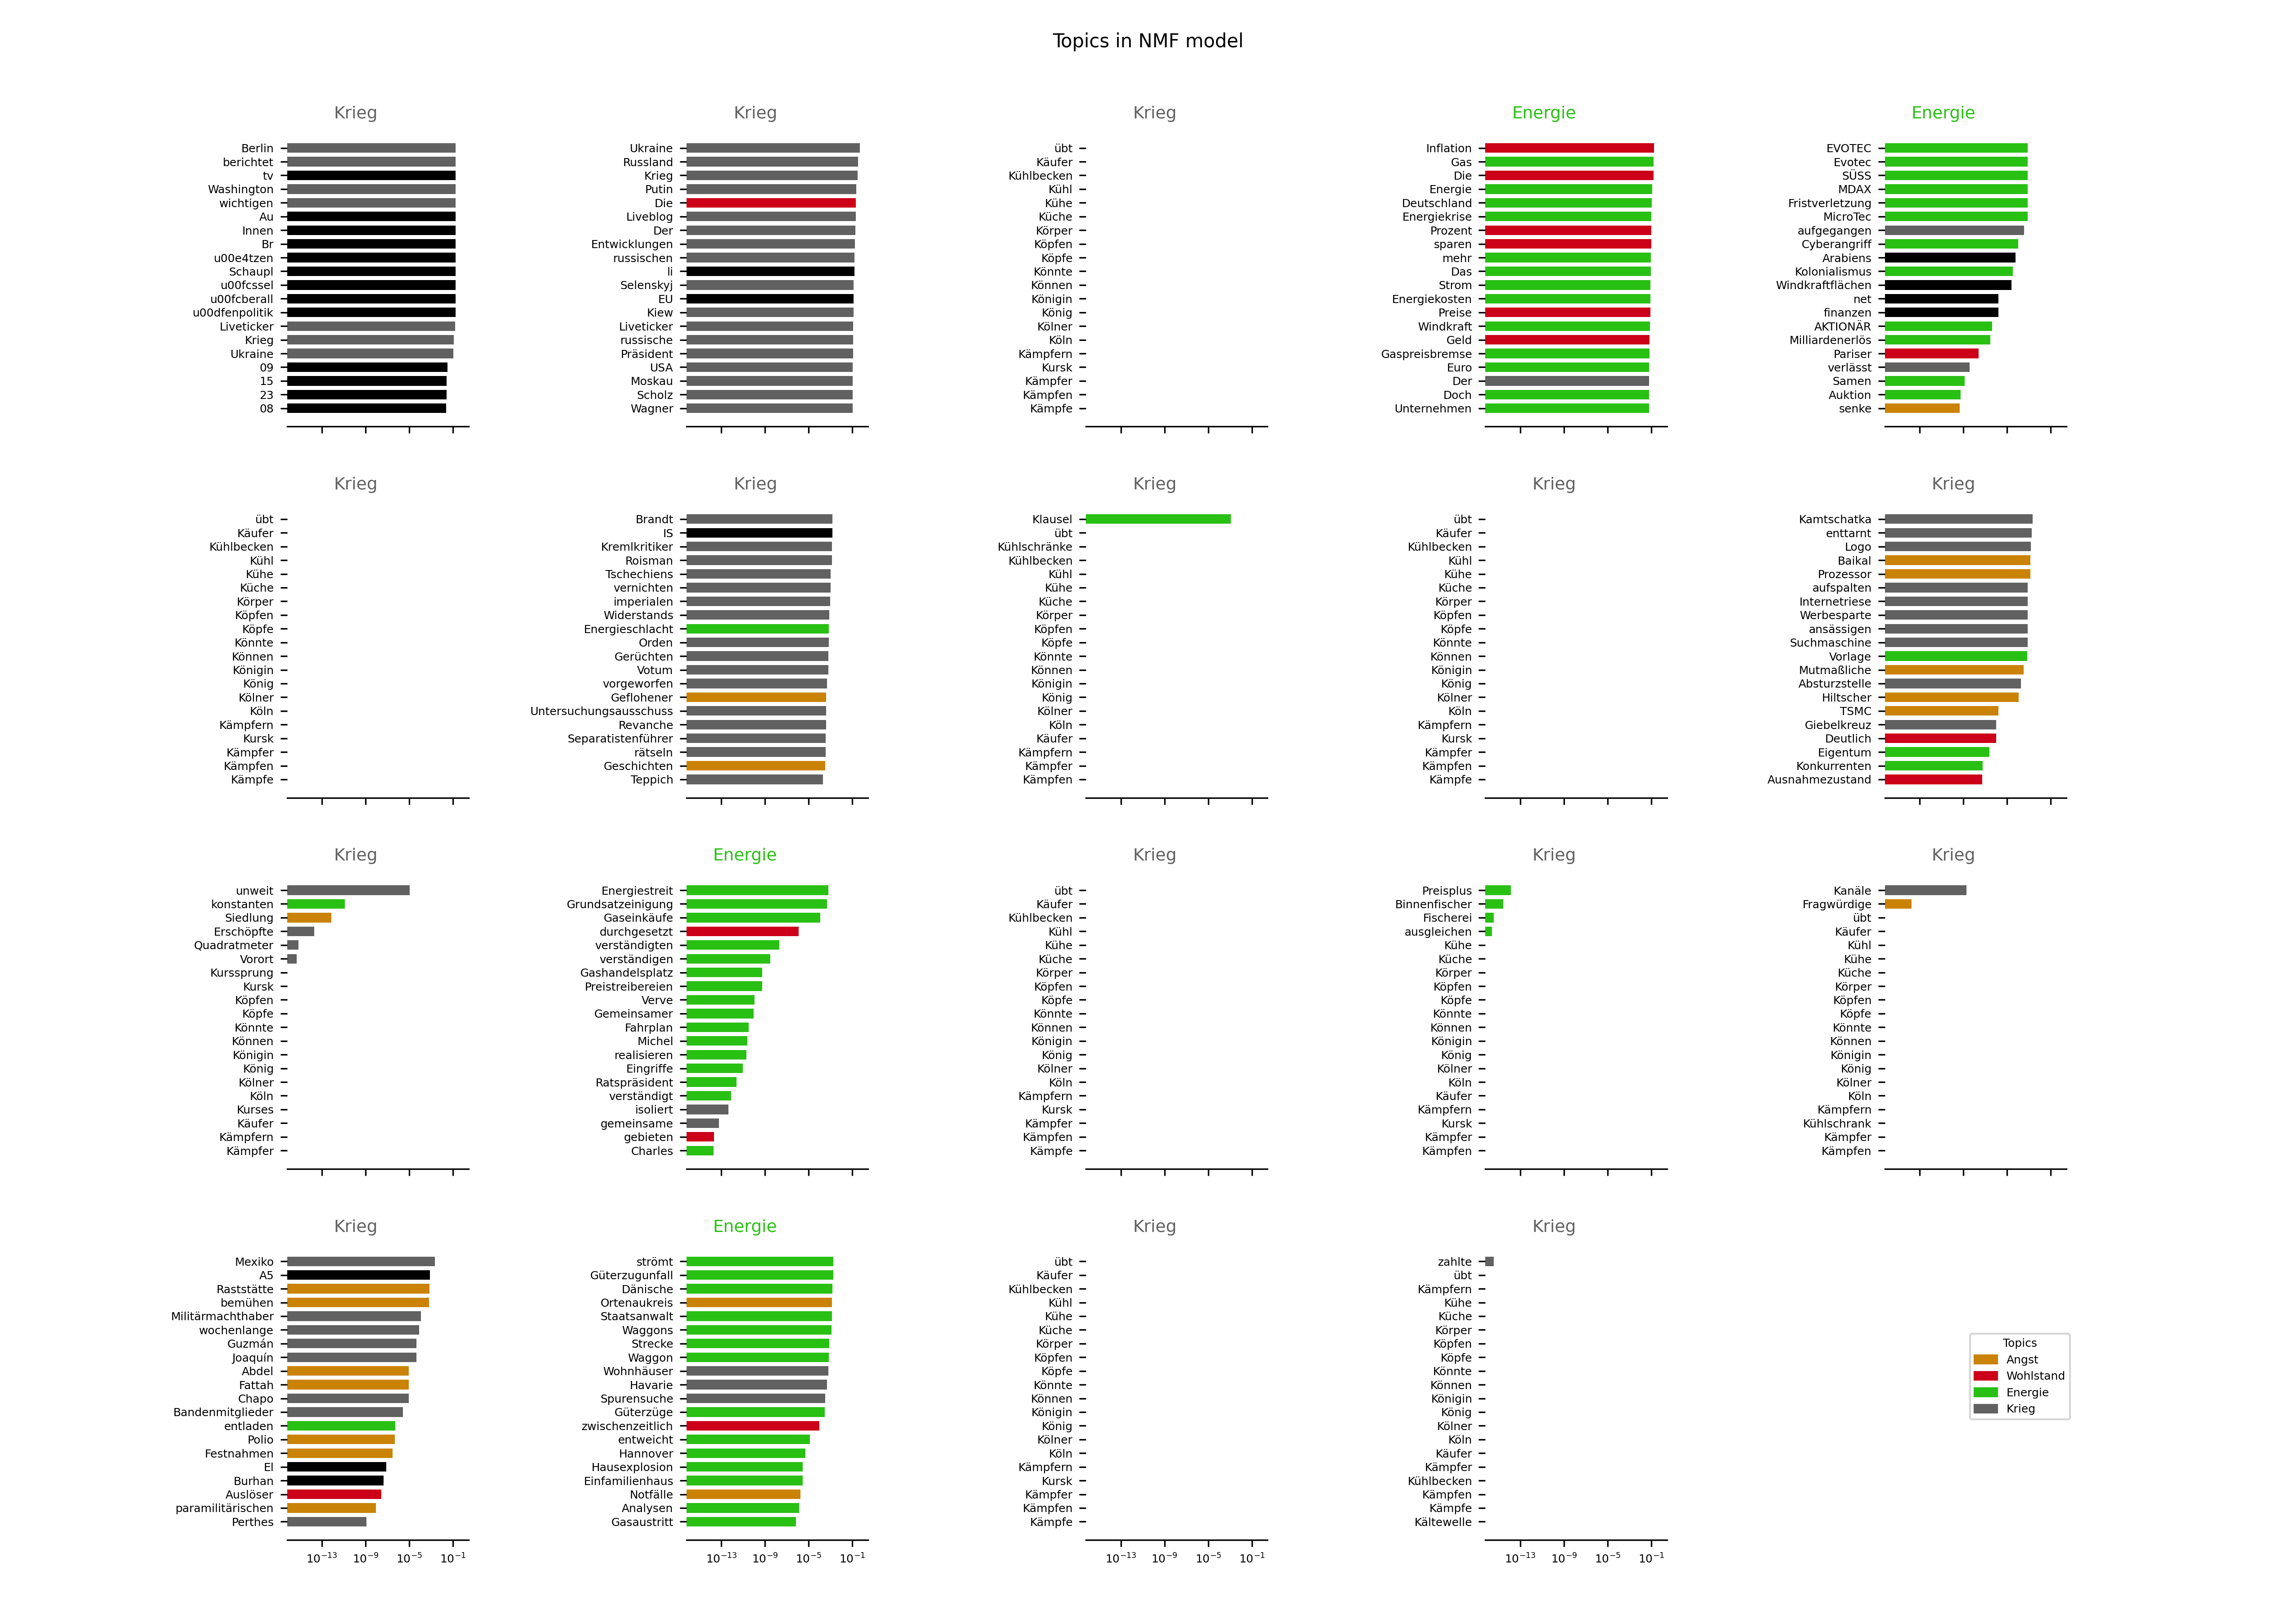 Topics in NMF model
Krieg
Berlin
berichtet
tv
Washington
wichtigen
Au
Innen
Br
u00e4tzen
Schaupl
u00fcssel
u00fcberall
u00dfenpolitik
Liveticker
Krieg
Ukraine
09
15
23
08
Krieg
Ukraine
Russland
Krieg
Putin
Die
Liveblog
Der
Entwicklungen
russischen
li
Selenskyj
EU
Kiew
Liveticker
russische
Präsident
USA
Moskau
Scholz
Wagner
Krieg
übt
Käufer
Kühlbecken
Kühl
Kühe
Küche
Körper
Köpfen
Köpfe
Könnte
Können
Königin
König
Kölner
Köln
Kämpfern
Kursk
Kämpfer
Kämpfen
Kämpfe
Energie
Inflation
Gas
Die
Energie
Deutschland
Energiekrise
Prozent
sparen
mehr
Das
Strom
Energiekosten
Preise
Windkraft
Geld
Gaspreisbremse
Euro
Der
Doch
Unternehmen
Energie
EVOTEC
Evotec
SÜSS
MDAX
Fristverletzung
MicroTec
aufgegangen
Cyberangriff
Arabiens
Kolonialismus
Windkraftflächen
net
finanzen
AKTIONÄR
Milliardenerlös
Pariser
verlässt
Samen
Auktion
senke
Krieg
übt
Käufer
Kühlbecken
Kühl
Kühe
Küche
Körper
Köpfen
Köpfe
Könnte
Können
Königin
König
Kölner
Köln
Kämpfern
Kursk
Kämpfer
Kämpfen
Kämpfe
Krieg
Brandt
IS
Kremlkritiker
Roisman
Tschechiens
vernichten
imperialen
Widerstands
Energieschlacht
Orden
Gerüchten
Votum
vorgeworfen
Geflohener
Untersuchungsausschuss
Revanche
Separatistenführer
rätseln
Geschichten
Teppich
Krieg
Klausel
übt
Kühlschränke
Kühlbecken
Kühl
Kühe
Küche
Körper
Köpfen
Köpfe
Könnte
Können
Königin
König
Kölner
Köln
Käufer
Kämpfern
Kämpfer
Kämpfen
Krieg
übt
Käufer
Kühlbecken
Kühl
Kühe
Küche
Körper
Köpfen
Köpfe
Könnte
Können
Königin
König
Kölner
Köln
Kämpfern
Kursk
Kämpfer
Kämpfen
Kämpfe
Krieg
Kamtschatka
enttarnt
Logo
Baikal
Prozessor
aufspalten
Internetriese
Werbesparte
ansässigen
Suchmaschine
Vorlage
Mutmaßliche
Absturzstelle
Hiltscher
TSMC
Giebelkreuz
Deutlich
Eigentum
Konkurrenten
Ausnahmezustand
Krieg
unweit
konstanten
Siedlung
Erschöpfte
Quadratmeter
Vorort
Kurssprung
Kursk
Köpfen
Köpfe
Könnte
Können
Königin
König
Kölner
Köln
Kurses
Käufer
Kämpfern
Kämpfer
Energie
Energiestreit
Grundsatzeinigung
Gaseinkäufe
durchgesetzt
verständigten
verständigen
Gashandelsplatz
Preistreibereien
Verve
Gemeinsamer
Fahrplan
Michel
realisieren
Eingriffe
Ratspräsident
verständigt
isoliert
gemeinsame
gebieten
Charles
Krieg
übt
Käufer
Kühlbecken
Kühl
Kühe
Küche
Körper
Köpfen
Köpfe
Könnte
Können
Königin
König
Kölner
Köln
Kämpfern
Kursk
Kämpfer
Kämpfen
Kämpfe
Krieg
Preisplus
Binnenfischer
Fischerei
ausgleichen
Kühe
Küche
Körper
Köpfen
Köpfe
Könnte
Können
Königin
König
Kölner
Köln
Käufer
Kämpfern
Kursk
Kämpfer
Kämpfen
Krieg
Kanäle
Fragwürdige
übt
Käufer
Kühl
Kühe
Küche
Körper
Köpfen
Köpfe
Könnte
Können
Königin
König
Kölner
Köln
Kämpfern
Kühlschrank
Kämpfer
Kämpfen
Krieg
Mexiko
A5
Raststätte
bemühen
Militärmachthaber
wochenlange
Guzmán
Joaquín
Abdel
Fattah
Chapo
Bandenmitglieder
entladen
Polio
Festnahmen
El
Burhan
Auslöser
paramilitärischen
Perthes
10⁻¹³ 10⁻⁹ 10⁻⁵ 10⁻¹
Energie
strömt
Güterzugunfall
Dänische
Ortenaukreis
Staatsanwalt
Waggons
Strecke
Waggon
Wohnhäuser
Havarie
Spurensuche
Güterzüge
zwischenzeitlich
entweicht
Hannover
Hausexplosion
Einfamilienhaus
Notfälle
Analysen
Gasaustritt
10⁻¹³ 10⁻⁹ 10⁻⁵ 10⁻¹
Krieg
übt
Käufer
Kühlbecken
Kühl
Kühe
Küche
Körper
Köpfen
Köpfe
Könnte
Können
Königin
König
Kölner
Köln
Kämpfern
Kursk
Kämpfer
Kämpfen
Kämpfe
10⁻¹³ 10⁻⁹ 10⁻⁵ 10⁻¹
Krieg
zahlte
übt
Kämpfern
Kühe
Küche
Körper
Köpfen
Köpfe
Könnte
Können
Königin
König
Kölner
Köln
Käufer
Kämpfer
Kühlbecken
Kämpfen
Kämpfe
Kältewelle
10⁻¹³ 10⁻⁹ 10⁻⁵ 10⁻¹
Topics
Angst
Wohlstand
Energie
Krieg